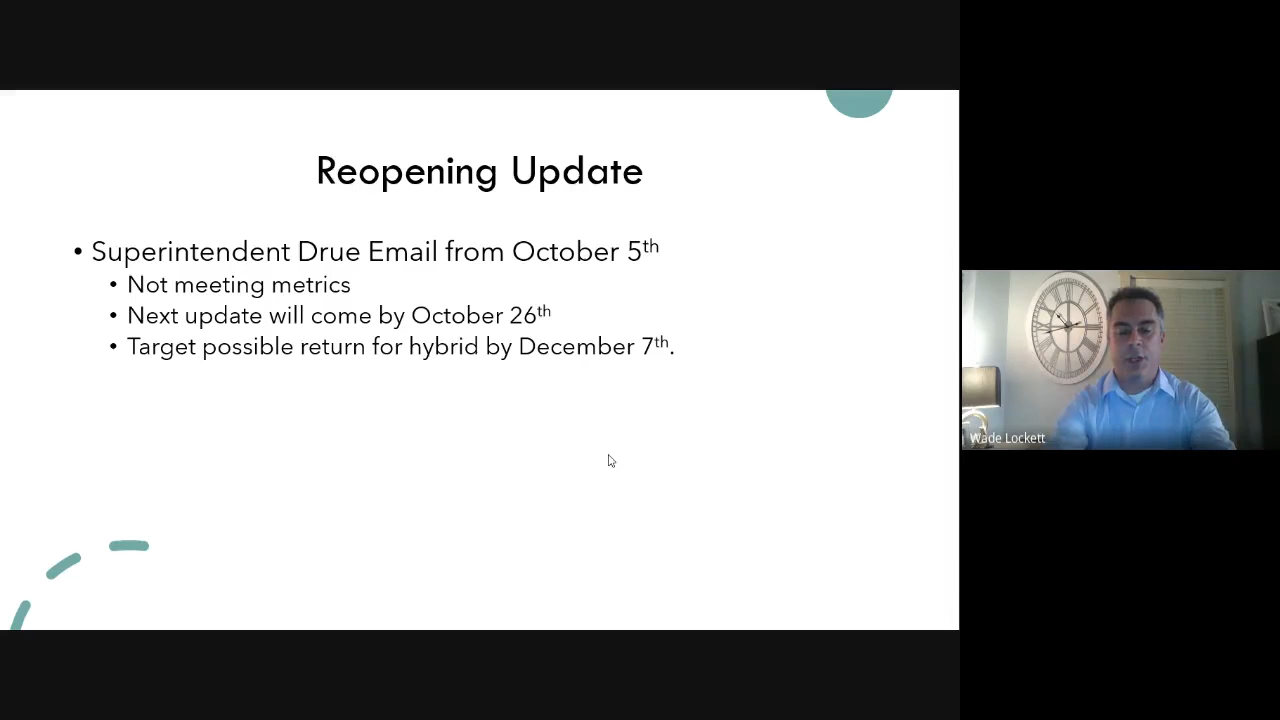 Reopening Update
• Superintendent Drue Email from October 5th
• Not meeting metrics
• Next update will come by October 26th
• Target possible return for hybrid by December 7th.
Wade Lockett